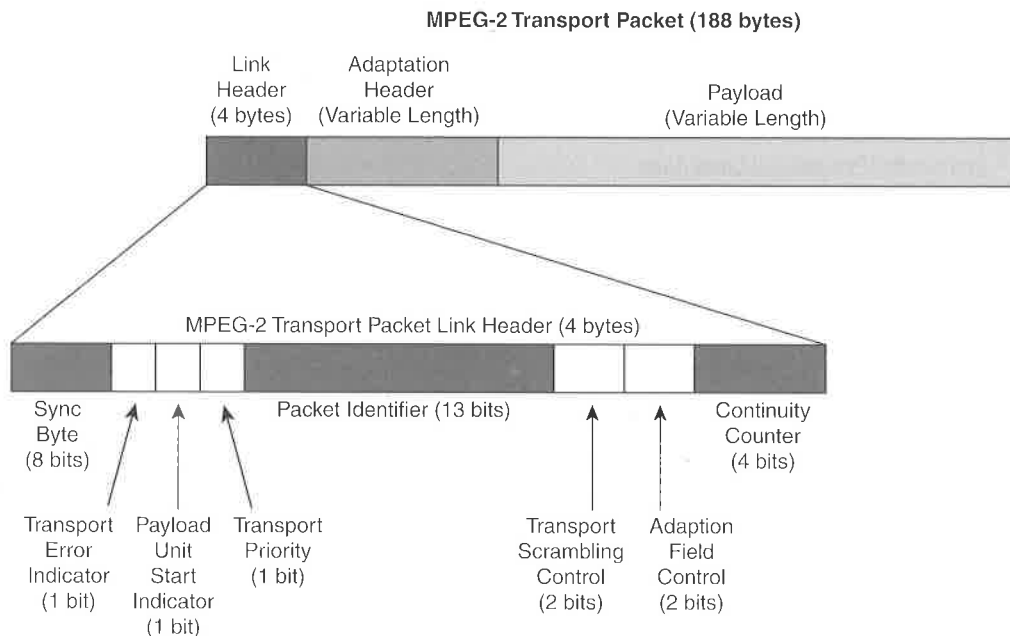 MPEG-2 Transport Packet (188 bytes)
Link
Header
(4 bytes)
Adaptation
Header
(Variable Length)
Payload
(Variable Length)
MPEG-2 Transport Packet Link Header (4 bytes)
Sync
Byte
(8 bits)
Packet Identifier (13 bits)
Continuity
Counter
(4 bits)
Transport
Error
Indicator
(1 bit)
Payload
Unit
Start
Indicator
(1 bit)
Transport
Priority
(1 bit)
Transport
Scrambling
Control
(2 bits)
Adaption
Field
Control
(2 bits)